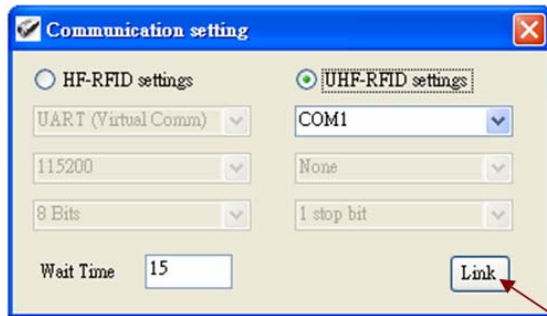 Communication setting
HF-RFID settings
UHF-RFID settings
UART (Virtual Comm)
COM1
115200
None
8 Bits
1 stop bit
Wait Time
15
Link